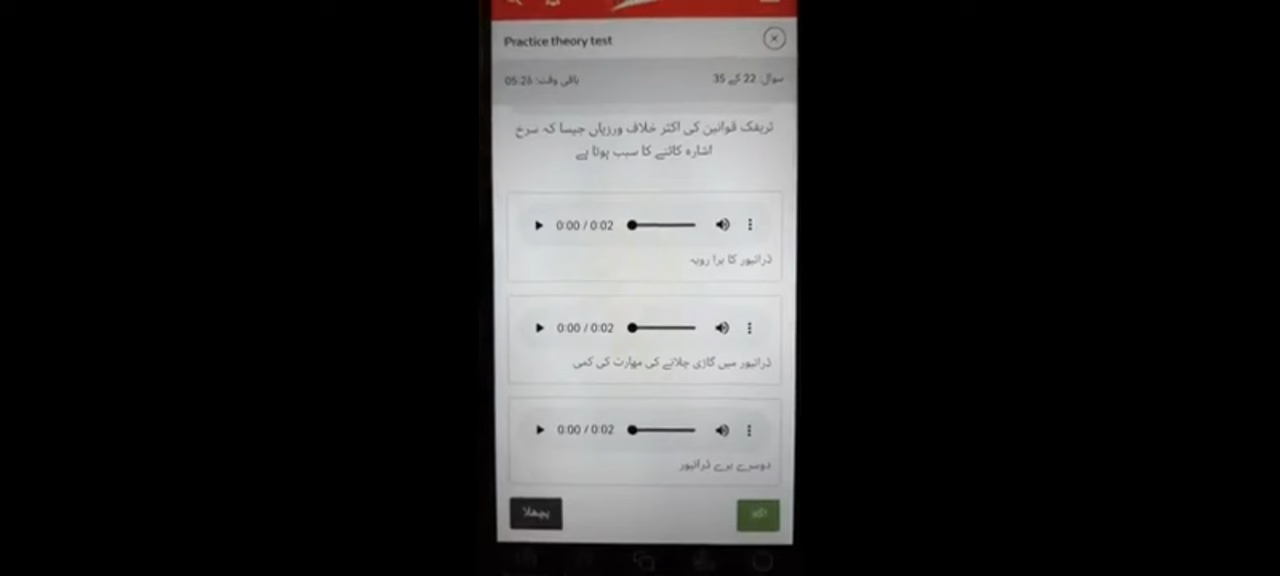 Practice theory test
سوال: 22 کے 35
باقی وقت: 05:26
ٹریفک قوانین کی اکثر خلاف ورزیاں جیسا کہ سرخ
اشارہ کاٹنے کا سبب ہوتا ہے
0:00 / 0:02
ڈرائیور کا برا رویہ
0:00 / 0:02
ڈرائیور میں گاڑی چلانے کی مہارت کی کمی
0:00 / 0:02
دوسرے برے ڈرائیور
پچھلا
اگلا